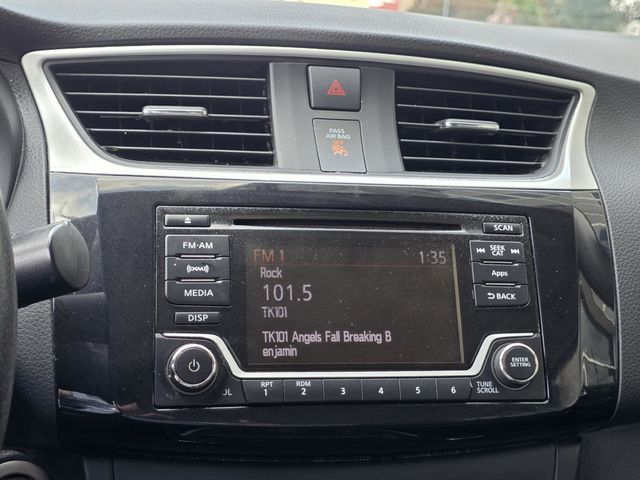 PASS
AIR BAG
SCAN
FM·AM
MEDIA
DISP
SEEK
CAT
Apps
BACK
FM 1
1:35
Rock
101.5
TK101
TK101 Angels Fall Breaking B
enjamin
ENTER
SETTING
OL
RPT
1
RDM
2
3
4
5
6
TUNE
SCROLL